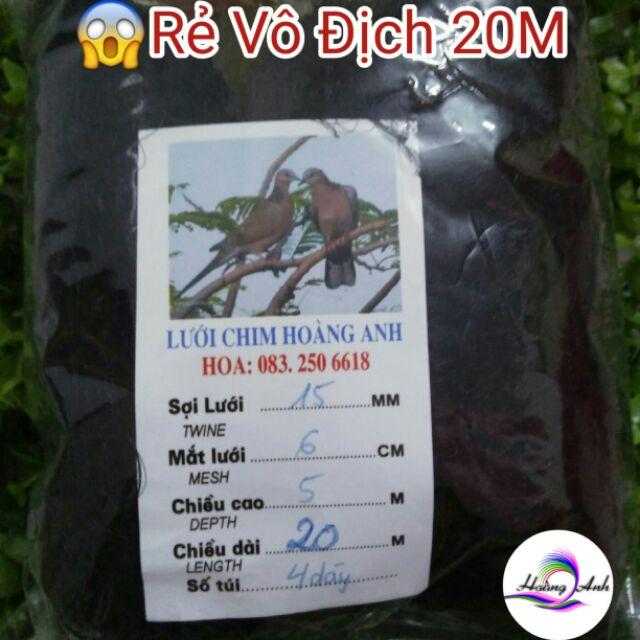 😱Rẻ Vô Địch 20M
LƯỚI CHIM HOÀNG ANH
HOA: 083. 250 6618
Sợi Lưới ........15........ MM
TWINE
Mắt lưới........6........ CM
MESH
Chiều cao........5........ M
DEPTH
Chiều dài........20........ M
LENGTH
Số túi ........4 dây........
Hoàng Anh